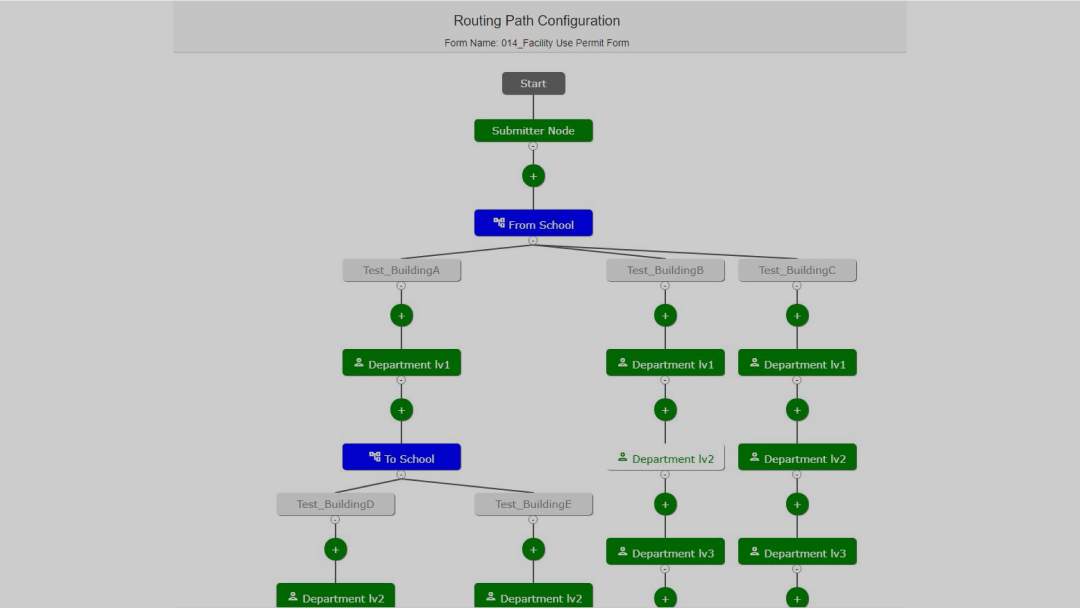 Routing Path Configuration
Form Name: 014_Facility Use Permit Form
Start
Submitter Node
-
+
From School
-
Test_BuildingA Test_BuildingB Test_BuildingC
- - -
+ + +
Department lv1 Department lv1 Department lv1
- - -
+ + +
To School Department lv2 Department lv2
- - -
Test_BuildingD Test_BuildingE + +
- -
+ + Department lv3 Department lv3
- -
Department lv2 Department lv2 + +